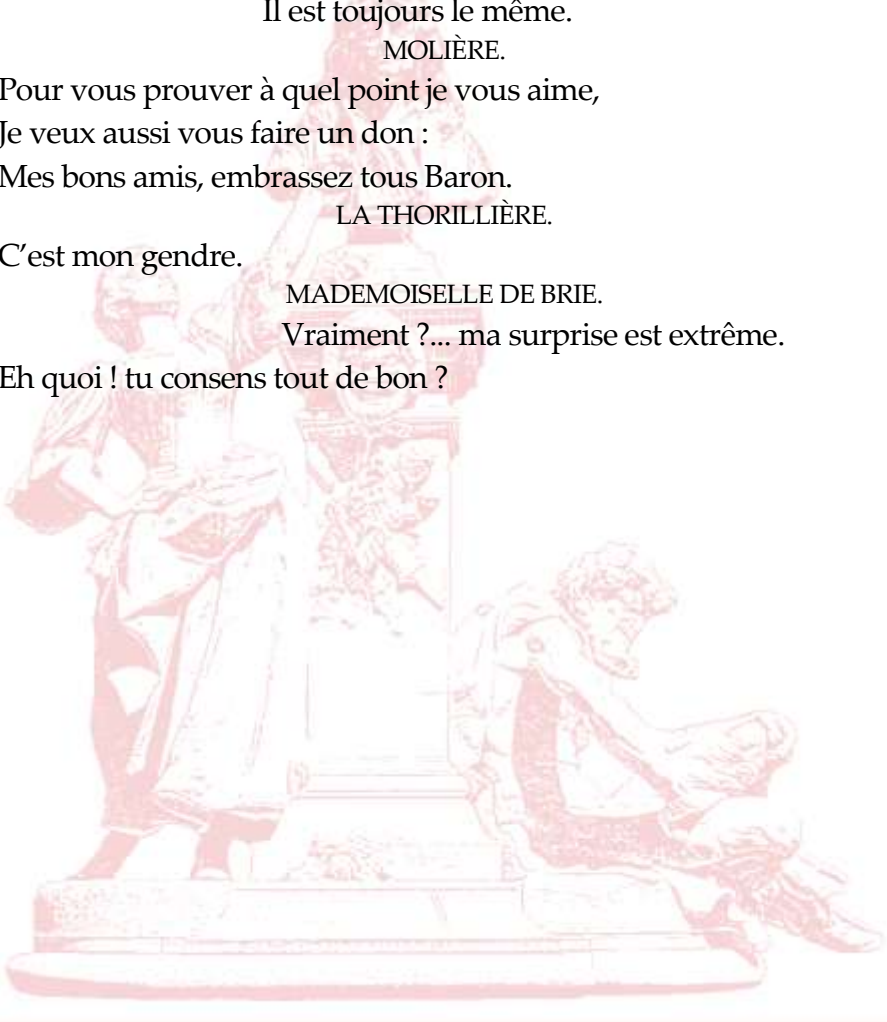 Il est toujours le même.
MOLIÈRE.
Pour vous prouver à quel point je vous aime,
Je veux aussi vous faire un don :
Mes bons amis, embrassez tous Baron.
LA THORILLIÈRE.
C’est mon gendre.
MADEMOISELLE DE BRIE.
Vraiment ?... ma surprise est extrême.
Eh quoi ! tu consens tout de bon ?